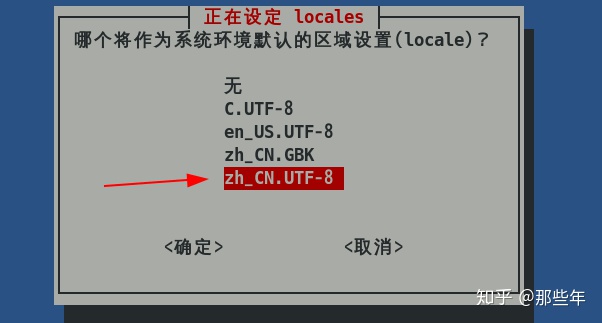 正在设定 locales
哪个将作为系统环境默认的区域设置(locale)？
无
C.UTF-8
en_US.UTF-8
zh_CN.GBK
zh_CN.UTF-8
<确定> <取消>
知乎 @那些年